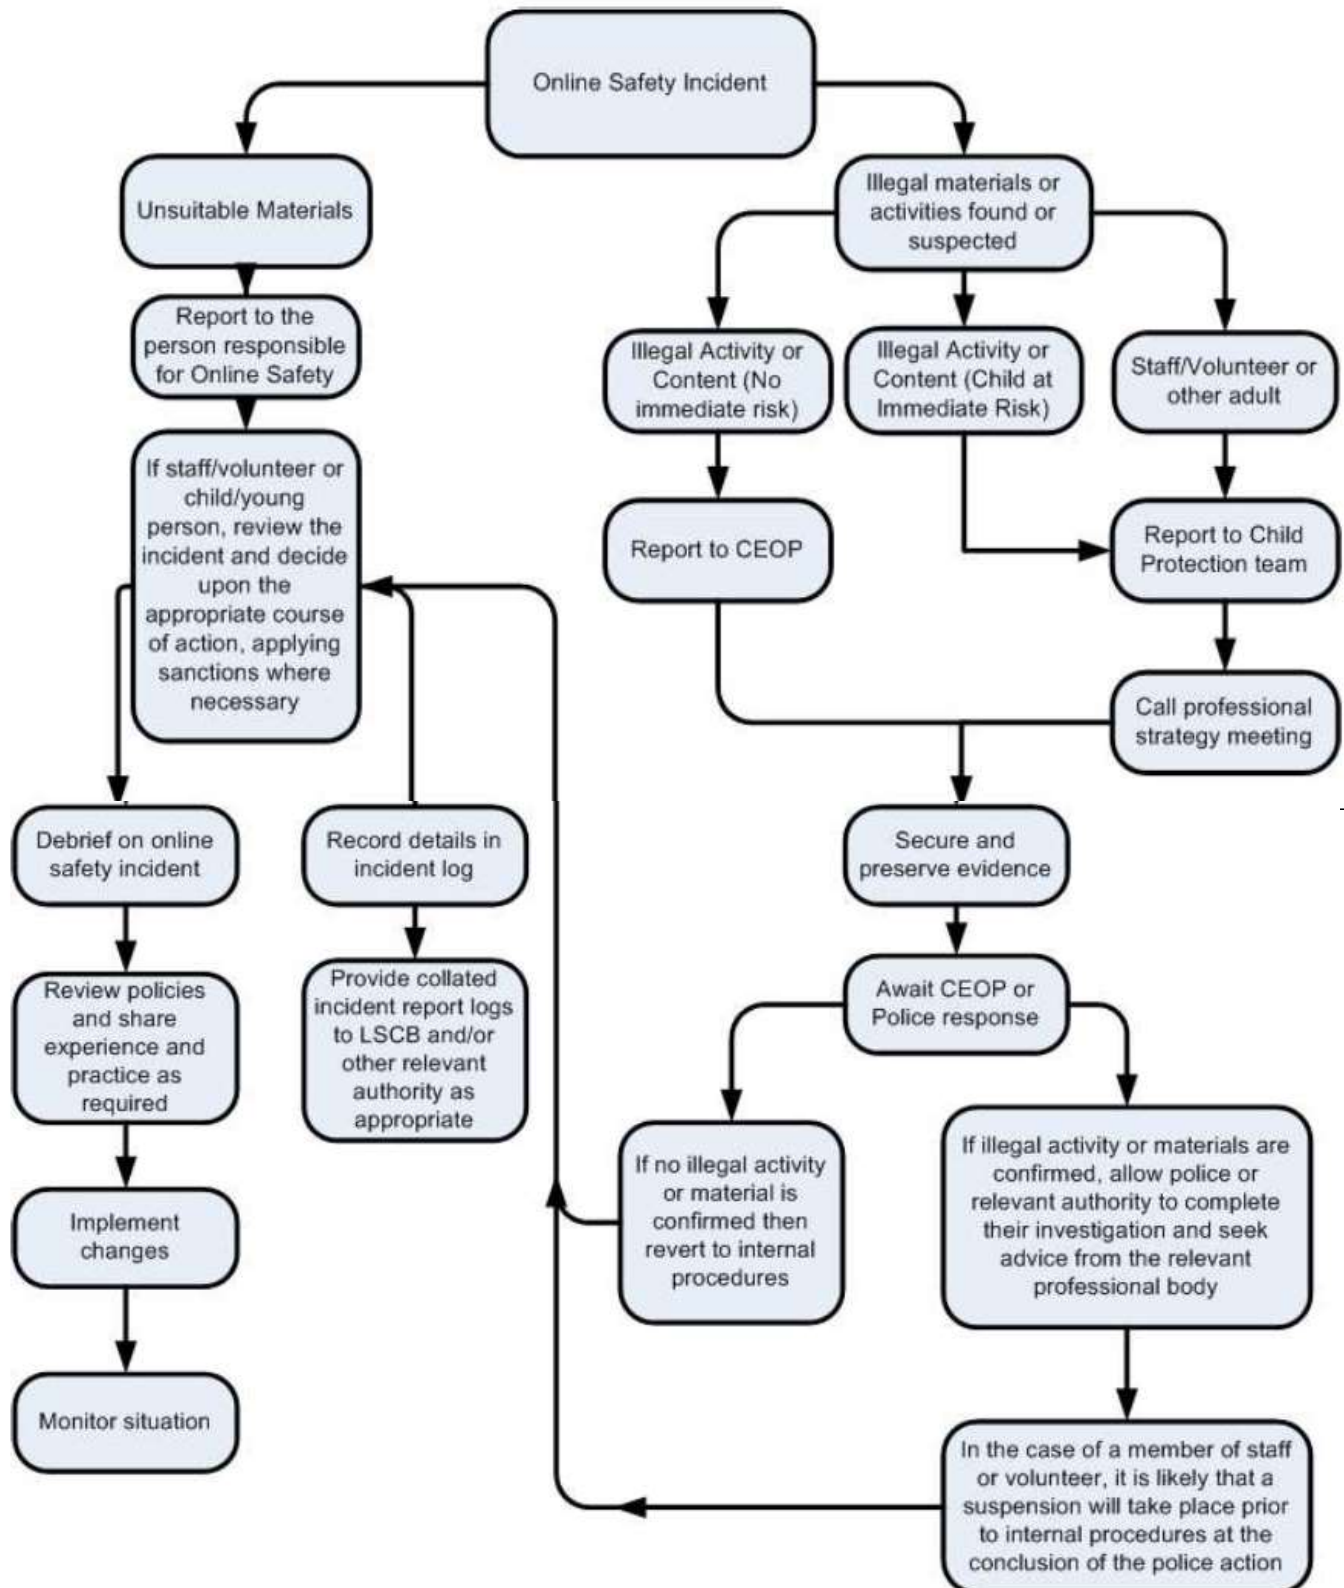 Online Safety Incident
Unsuitable Materials
Illegal materials or
activities found or
suspected
Report to the
person responsible
for Online Safety
Illegal Activity or
Content (No
immediate risk)
Illegal Activity or
Content (Child at
Immediate Risk)
Staff/Volunteer or
other adult
If staff/volunteer or
child/young
person, review the
incident and decide
upon the
appropriate course
of action, applying
sanctions where
necessary
Report to CEOP
Report to Child
Protection team
Call professional
strategy meeting
Debrief on online
safety incident
Record details in
incident log
Secure and
preserve evidence
Review policies
and share
experience and
practice as
required
Provide collated
incident report logs
to LSCB and/or
other relevant
authority as
appropriate
Await CEOP or
Police response
If no illegal activity
or material is
confirmed then
revert to internal
procedures
If illegal activity or materials are
confirmed, allow police or
relevant authority to complete
their investigation and seek
advice from the relevant
professional body
Implement
changes
Monitor situation
In the case of a member of staff
or volunteer, it is likely that a
suspension will take place prior
to internal procedures at the
conclusion of the police action